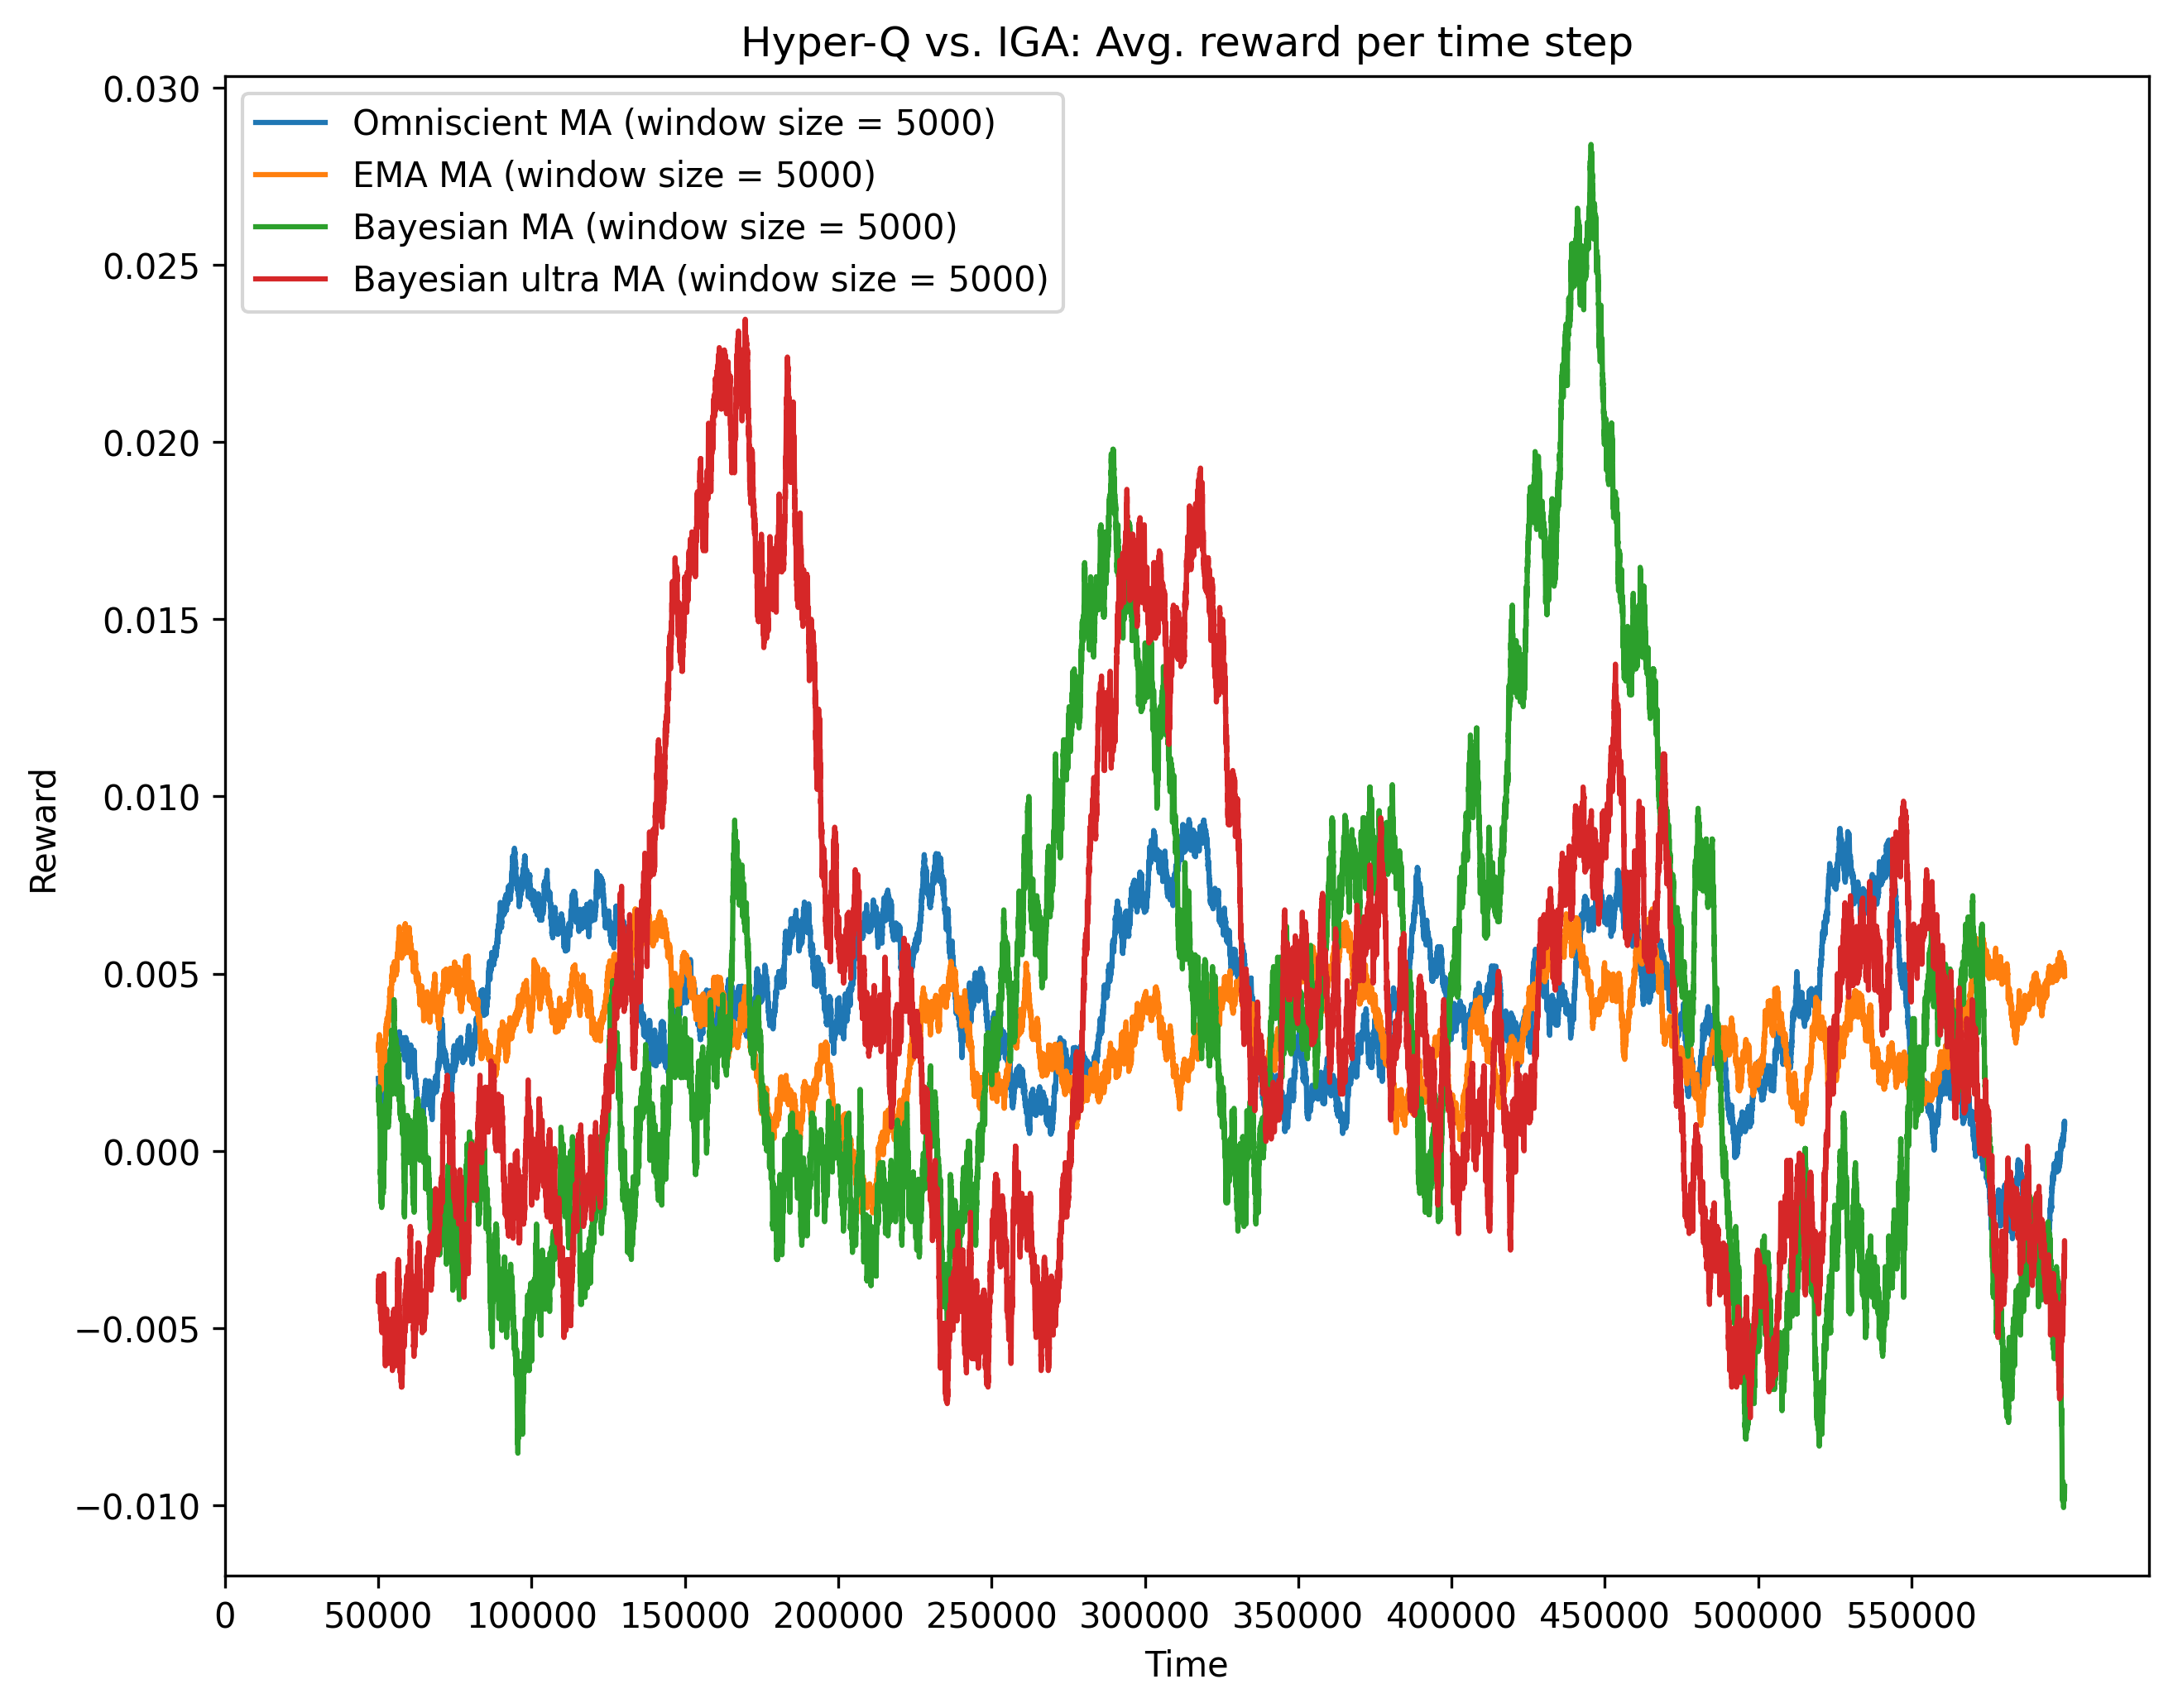 Hyper-Q vs. IGA: Avg. reward per time step
0.030
0.025
0.020
0.015
0.010
0.005
0.000
−0.005
−0.010
Reward
Omniscient MA (window size = 5000)
EMA MA (window size = 5000)
Bayesian MA (window size = 5000)
Bayesian ultra MA (window size = 5000)
0 50000 100000 150000 200000 250000 300000 350000 400000 450000 500000 550000
Time